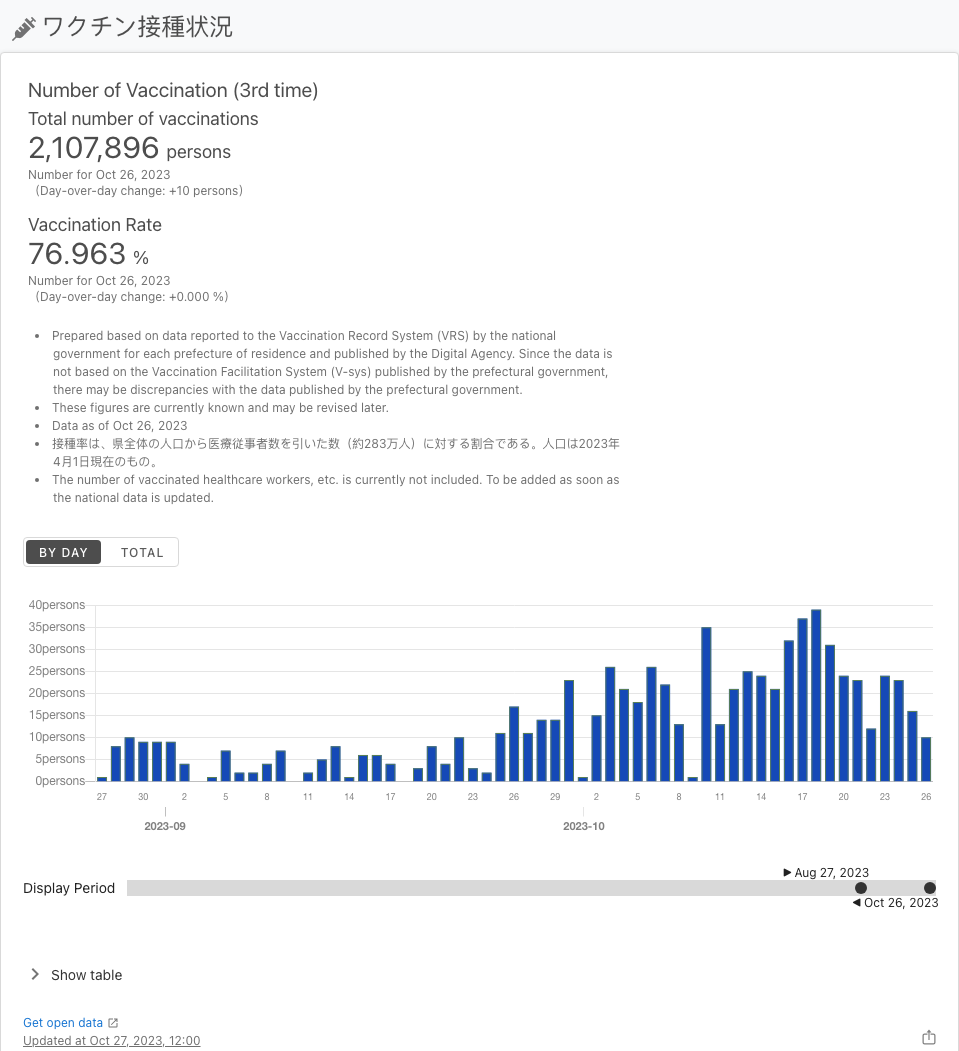 ワクチン接種状況
Number of Vaccination (3rd time)
Total number of vaccinations
2,107,896 persons
Number for Oct 26, 2023
(Day-over-day change: +10 persons)
Vaccination Rate
76.963 %
Number for Oct 26, 2023
(Day-over-day change: +0.000 %)
• Prepared based on data reported to the Vaccination Record System (VRS) by the national
government for each prefecture of residence and published by the Digital Agency. Since the data is
not based on the Vaccination Facilitation System (V-sys) published by the prefectural government,
there may be discrepancies with the data published by the prefectural government.
• These figures are currently known and may be revised later.
• Data as of Oct 26, 2023
• 接種率は、県全体の人口から医療従事者数を引いた数（約283万人）に対する割合である。人口は2023年
4月1日現在のもの。
• The number of vaccinated healthcare workers, etc. is currently not included. To be added as soon as
the national data is updated.
BY DAY TOTAL
40persons
35persons
30persons
25persons
20persons
15persons
10persons
5persons
0persons
27 30 2 5 8 11 14 17 20 23 26 29 2 5 8 11 14 17 20 23 26
2023-09 2023-10
Aug 27, 2023
Display Period
Oct 26, 2023
Show table
Get open data
Updated at Oct 27, 2023, 12:00